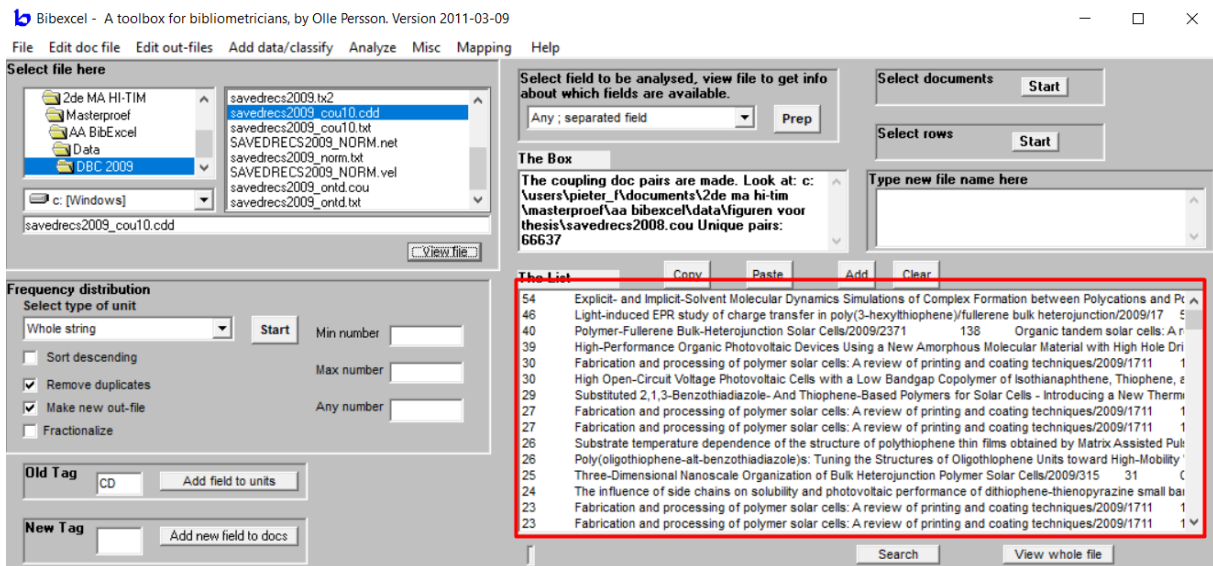 Bibexcel - A toolbox for bibliometricians, by Olle Persson. Version 2011-03-09
File Edit doc file Edit out-files Add data/classify Analyze Misc Mapping Help
Select file here
2de MA HI-TIM
Masterproef
AA BibExcel
Data
DBC 2009
savedrecs2009.tx2
savedrecs2009_cou10.cdd
savedrecs2009_cou10.txt
SAVEDRECS2009_NORM.net
savedrecs2009_norm.txt
SAVEDRECS2009_NORM.vel
savedrecs2009_ontd.cou
savedrecs2009_ontd.txt
c: [Windows]
savedrecs2009_cou10.cdd
View file
Frequency distribution
Select type of unit
Whole string
Start
Sort descending
Remove duplicates
Make new out-file
Fractionalize
Min number
Max number
Any number
Old Tag
CD
Add field to units
New Tag
Add new field to docs
Select field to be analysed, view file to get info
about which fields are available.
Any ; separated field
Prep
Select documents
Start
Select rows
Start
The Box
The coupling doc pairs are made. Look at: c:
\users\pieter_f\documents\2de ma hi-tim
\masterproef\aa bibexcel\data\figuren voor
thesis\savedrecs2008.cou Unique pairs:
66637
Type new file name here
The List
Copy Paste Add Clear
54 Explicit- and Implicit-Solvent Molecular Dynamics Simulations of Complex Formation between Polycations and
46 Light-induced EPR study of charge transfer in poly(3-hexylthiophene)/fullerene bulk heterojunction/2009/17 5
40 Polymer-Fullerene Bulk-Heterojunction Solar Cells/2009/2371 138 Organic tandem solar cells: A
39 High-Performance Organic Photovoltaic Devices Using a New Amorphous Molecular Material with High Hole Dri
30 Fabrication and processing of polymer solar cells: A review of printing and coating techniques/2009/1711 1
30 High Open-Circuit Voltage Photovoltaic Cells with a Low Bandgap Copolymer of Isothianaphthene, Thiophene,
29 Substituted 2,1,3-Benzothiadiazole- And Thiophene-Based Polymers for Solar Cells - Introducing a New
27 Fabrication and processing of polymer solar cells: A review of printing and coating techniques/2009/1711 1
27 Fabrication and processing of polymer solar cells: A review of printing and coating techniques/2009/1711 1
26 Substrate temperature dependence of the structure of polythiophene thin films obtained by Matrix Assisted
26 Poly(oligothiophene-alt-benzothiadiazole)s: Tuning the Structures of Oligothlophene Units toward High-Mobility
25 Three-Dimensional Nanoscale Organization of Bulk Heterojunction Polymer Solar Cells/2009/315 31
24 The influence of side chains on solubility and photovoltaic performance of dithiophene-thienopyrazine small
23 Fabrication and processing of polymer solar cells: A review of printing and coating techniques/2009/1711 1
23 Fabrication and processing of polymer solar cells: A review of printing and coating techniques/2009/1711 1
Search
View whole file